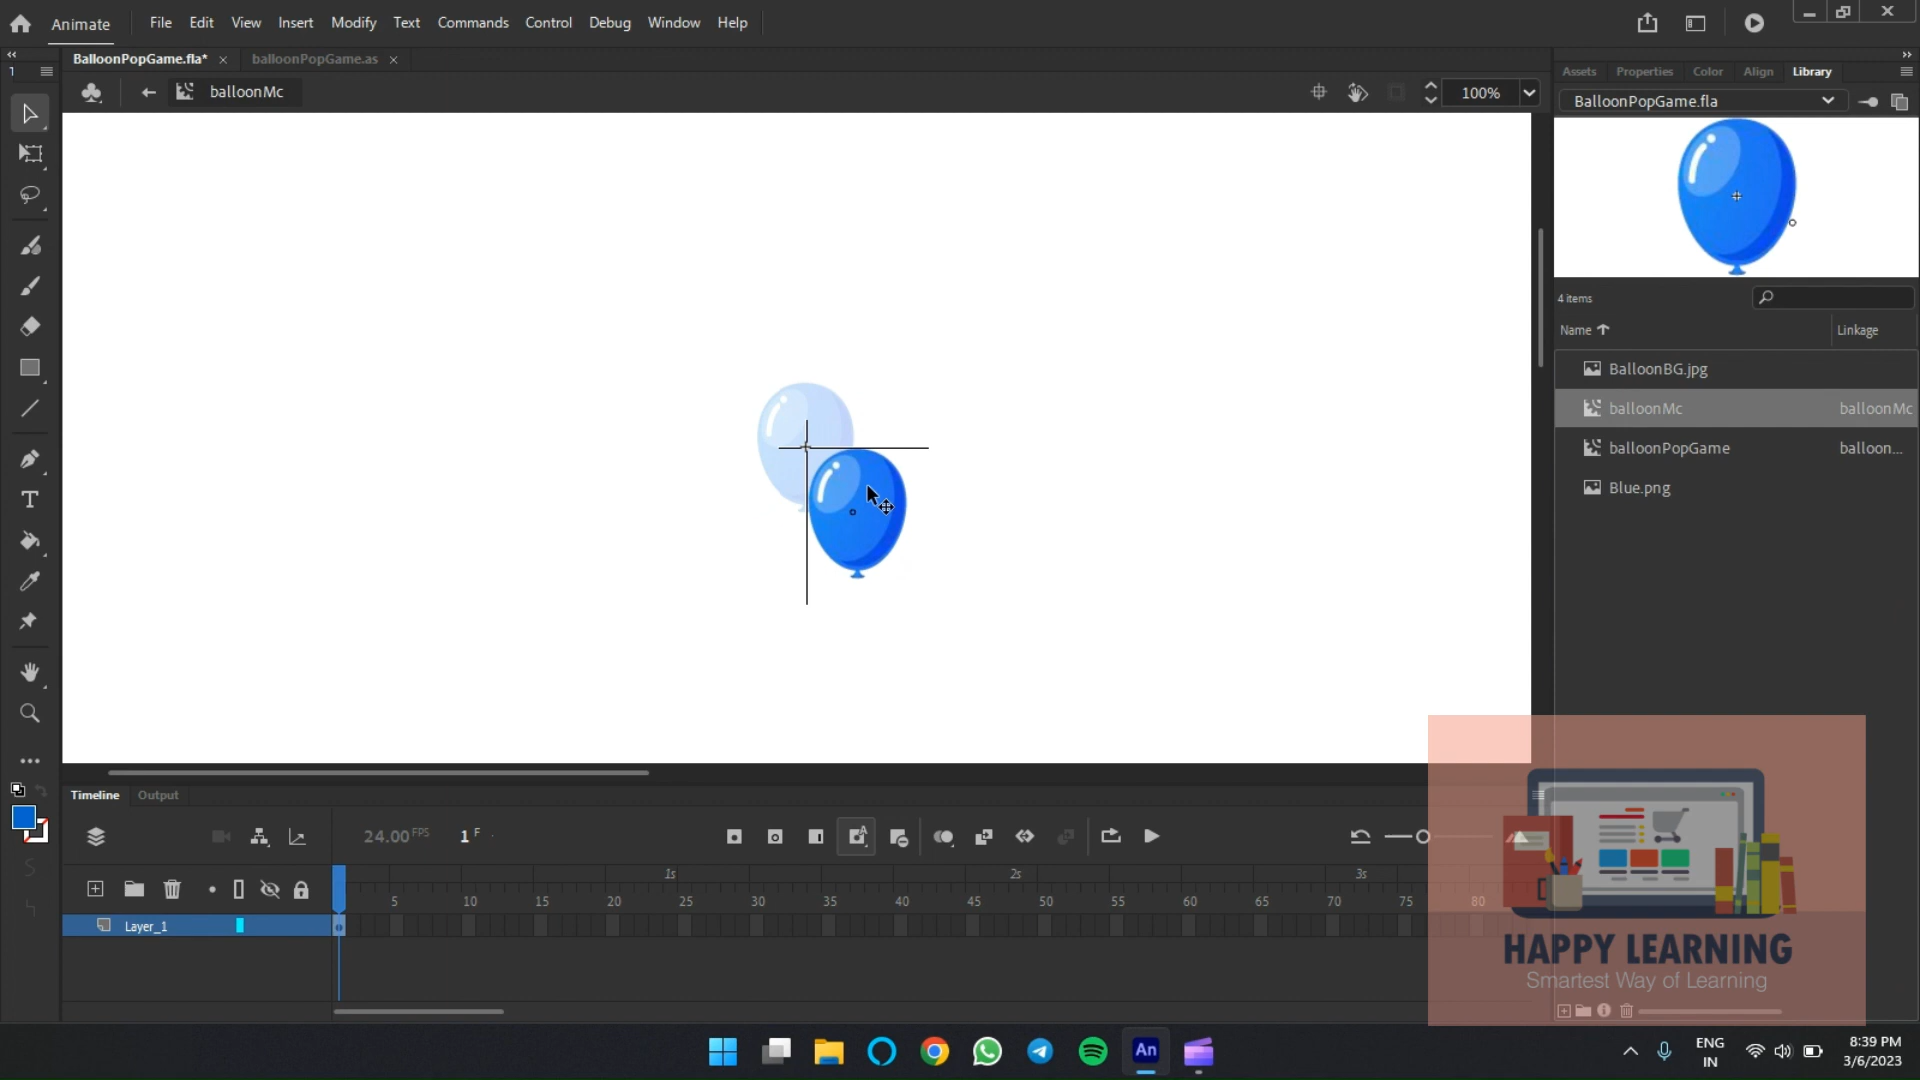 Animate File Edit View Insert Modify Text Commands Control Debug Window Help
BalloonPopGame.fla* balloonPopGame.as
1
balloonMc 100%
Assets Properties Color Align Library
BalloonPopGame.fla
4 items
Name Linkage
BalloonBG.jpg
balloonMc balloonMc
balloonPopGame balloon...
Blue.png
Timeline Output
24.00 FPS 1 F
1s 2s 3s
5 10 15 20 25 30 35 40 45 50 55 60 65 70 75 80
Layer_1
HAPPY LEARNING
Smartest Way of Learning
An
ENG
IN
8:39 PM
3/6/2023